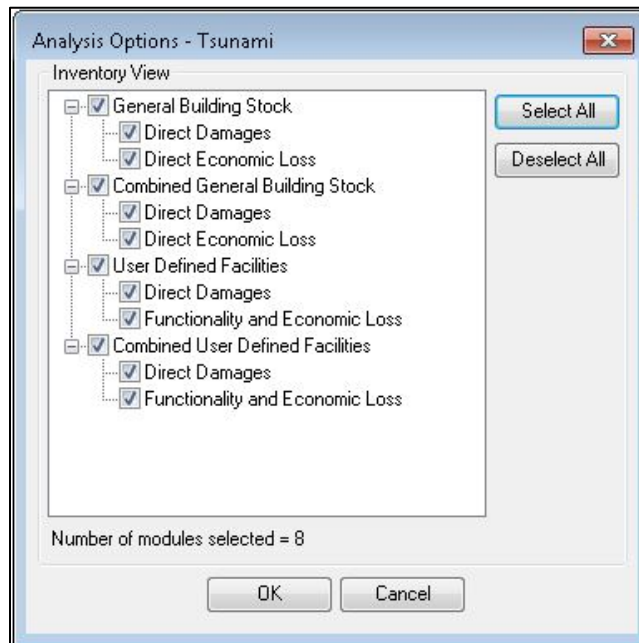 Analysis Options - Tsunami
Inventory View
General Building Stock
Direct Damages
Direct Economic Loss
Combined General Building Stock
Direct Damages
Direct Economic Loss
User Defined Facilities
Direct Damages
Functionality and Economic Loss
Combined User Defined Facilities
Direct Damages
Functionality and Economic Loss
Select All
Deselect All
Number of modules selected = 8
OK
Cancel